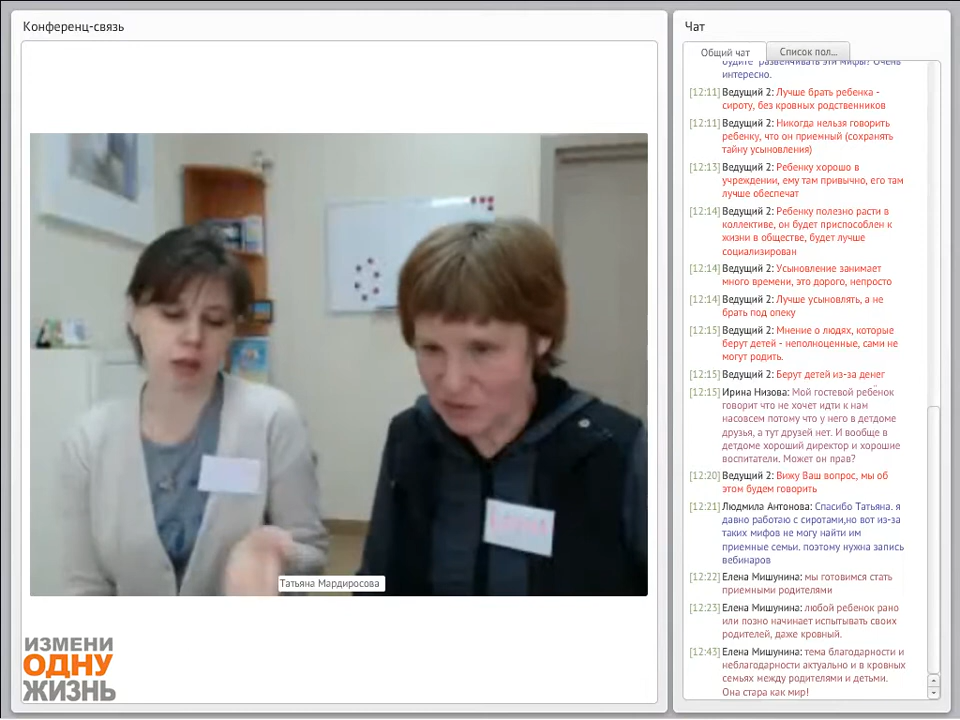 Конференц-связь
Татьяна Мардиросова
ИЗМЕНИ
ОДНУ
ЖИЗНЬ
Чат
Общий чат
Список пол...
будите развенчивать эти мифы? Очень
интересно.
[12:11] Ведущий 2: Лучше брать ребенка -
сироту, без кровных родственников
[12:11] Ведущий 2: Никогда нельзя говорить
ребенку, что он приемный (сохранять
тайну усыновления)
[12:13] Ведущий 2: Ребенку хорошо в
учреждении, ему там привычно, его там
лучше обеспечат
[12:14] Ведущий 2: Ребенку полезно расти в
коллективе, он будет приспособлен к
жизни в обществе, будет лучше
социализирован
[12:14] Ведущий 2: Усыновление занимает
много времени, это дорого, непросто
[12:14] Ведущий 2: Лучше усыновлять, а не
брать под опеку
[12:15] Ведущий 2: Мнение о людях, которые
берут детей - неполноценные, сами не
могут родить.
[12:15] Ведущий 2: Берут детей из-за денег
[12:15] Ирина Низова: Мой гостевой ребенок
говорит что не хочет идти к нам
насовсем потому что у него в детдоме
друзья, а тут друзей нет. И вообще в
детдоме хороший директор и хорошие
воспитатели. Может он прав?
[12:20] Ведущий 2: Вижу Ваш вопрос, мы об
этом будем говорить
[12:21] Людмила Антонова: Спасибо Татьяна. я
давно работаю с сиротами,но вот из-за
таких мифов не могу найти им
приемные семьи. поэтому нужна запись
вебинаров
[12:22] Елена Мишунина: мы готовимся стать
приемными родителями
[12:23] Елена Мишунина: любой ребенок рано
или позно начинает испытывать своих
родителей, даже кровный.
[12:43] Елена Мишунина: тема благодарности и
неблагодарности актуально и в кровных
семьях между родителями и детьми.
Она стара как мир!